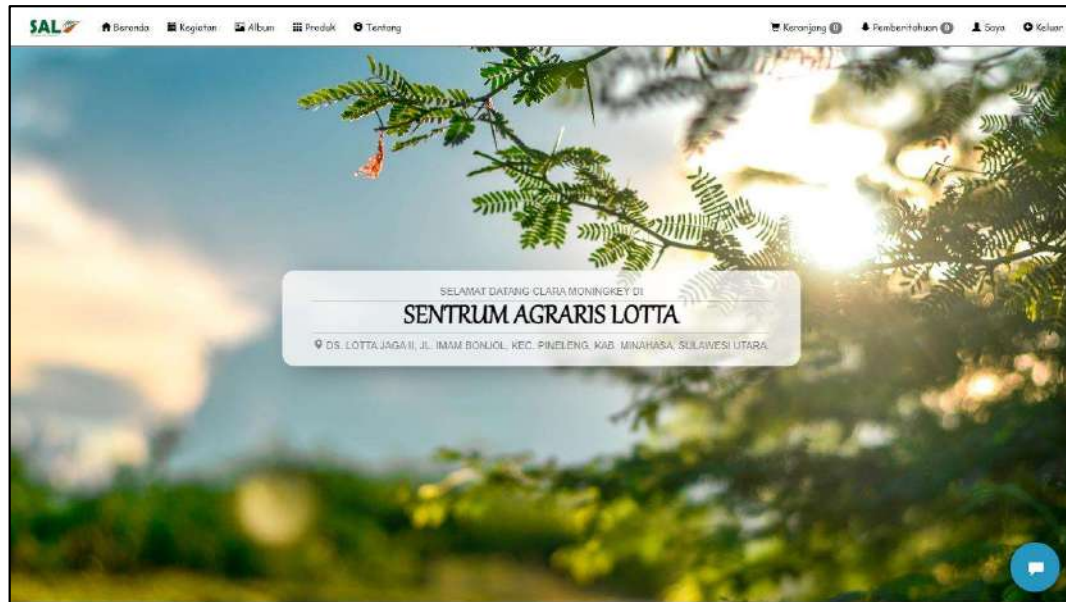 SAL Beranda Kegiatan Album Produk Tentang Keranjang 0 Pemberitahuan 0 Saya Keluar
SELAMAT DATANG CLARA MONINGKEY DI
SENTRUM AGRARIS LOTTA
DS. LOTTA JAGA II, JL. IMAM BONJOL, KEC. PINELENG, KAB. MINAHASA, SULAWESI UTARA